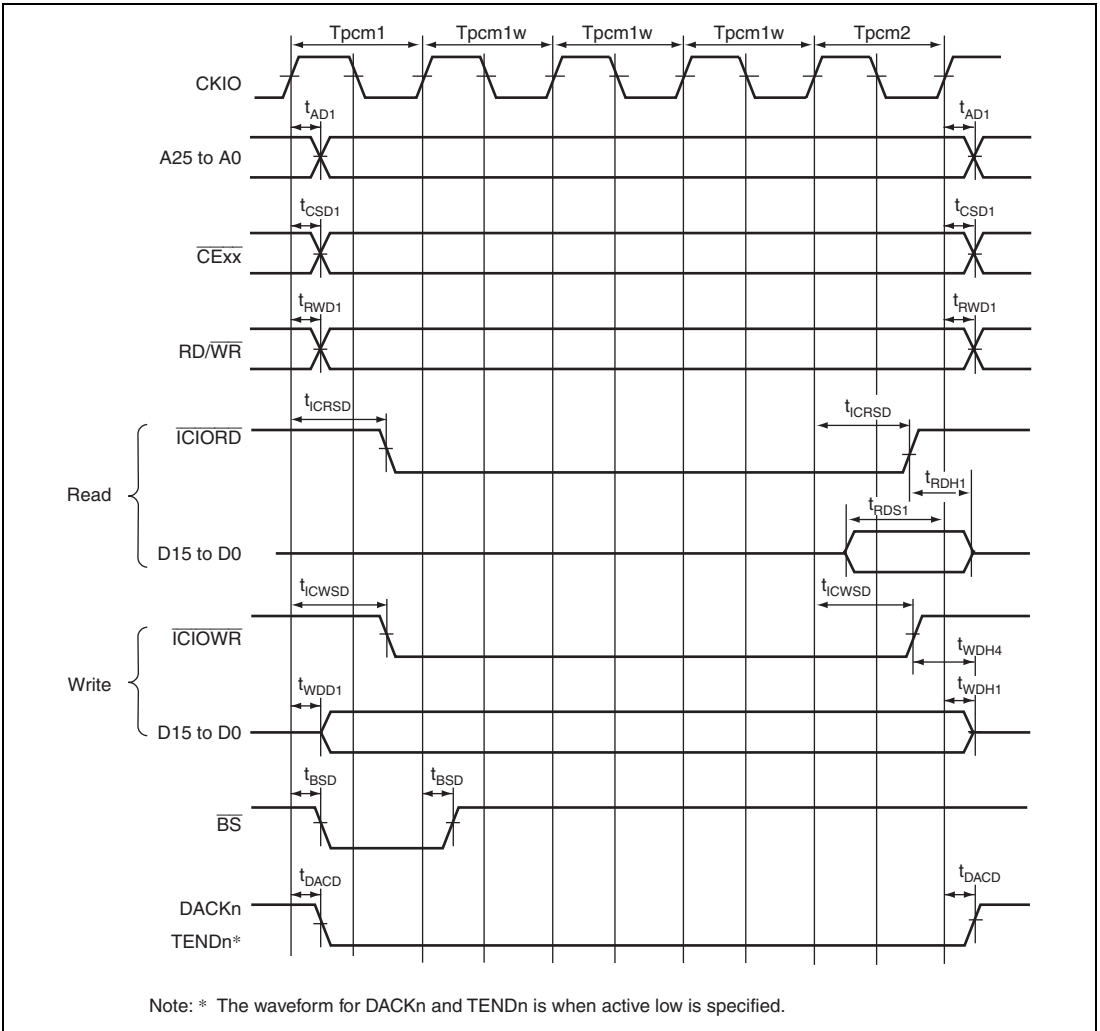 Tpcm1 Tpcm1w Tpcm1w Tpcm1w Tpcm2
CKIO
tAD1 tAD1
A25 to A0
tCSD1 tCSD1
CExx
tRWD1 tRWD1
RD/WR
tICRSD tICRSD
ICIORD
tRDH1
Read
tRDS1
D15 to D0
tICWSD tICWSD
ICIOWR
tWDH4
Write
tWDD1 tWDH1
D15 to D0
tBSD tBSD
BS
tDACD tDACD
DACKn
TENDn*
Note: * The waveform for DACKn and TENDn is when active low is specified.